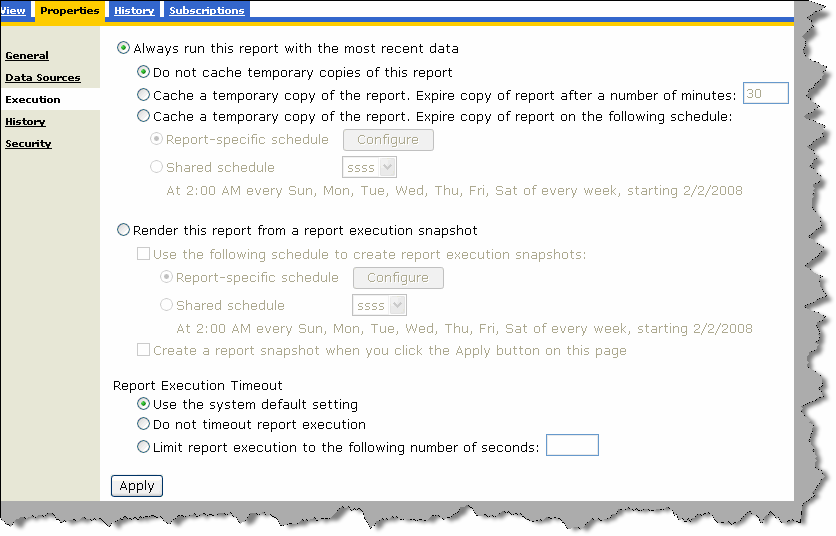 View Properties History Subscriptions
General
Data Sources
Execution
History
Security
Always run this report with the most recent data
Do not cache temporary copies of this report
Cache a temporary copy of the report. Expire copy of report after a number of minutes: 30
Cache a temporary copy of the report. Expire copy of report on the following schedule:
Report-specific schedule Configure
Shared schedule ssss
At 2:00 AM every Sun, Mon, Tue, Wed, Thu, Fri, Sat of every week, starting 2/2/2008
Render this report from a report execution snapshot
Use the following schedule to create report execution snapshots:
Report-specific schedule Configure
Shared schedule ssss
At 2:00 AM every Sun, Mon, Tue, Wed, Thu, Fri, Sat of every week, starting 2/2/2008
Create a report snapshot when you click the Apply button on this page
Report Execution Timeout
Use the system default setting
Do not timeout report execution
Limit report execution to the following number of seconds:
Apply